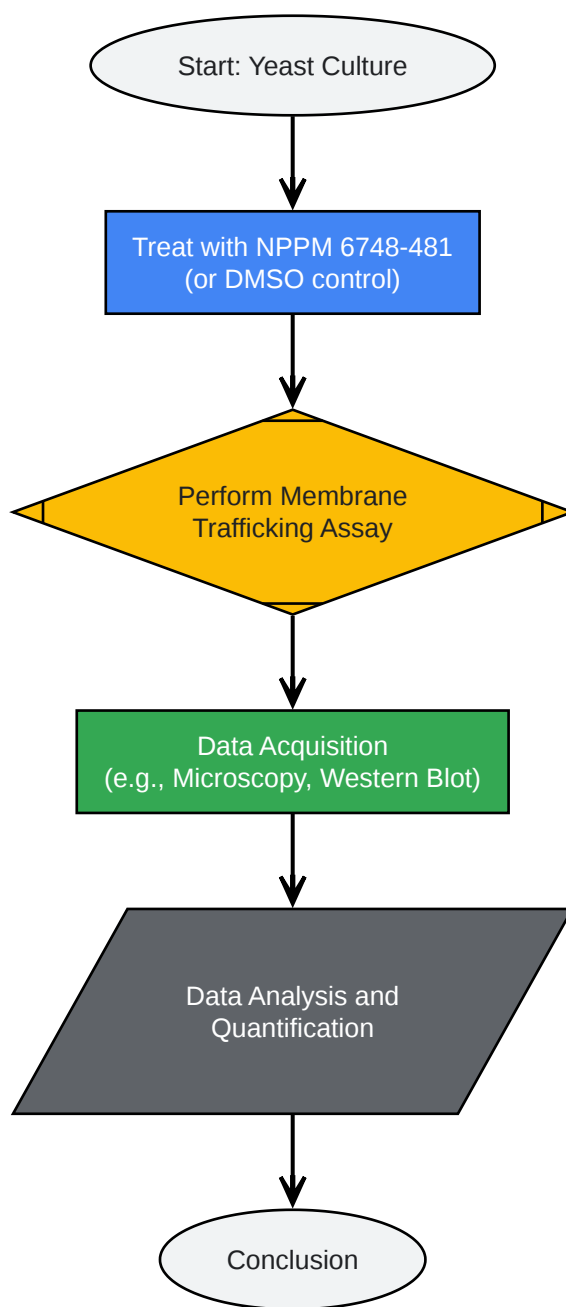 Start: Yeast Culture
Treat with NPPM 6748-481
(or DMSO control)
Perform Membrane
Trafficking Assay
Data Acquisition
(e.g., Microscopy, Western Blot)
Data Analysis and
Quantification
Conclusion